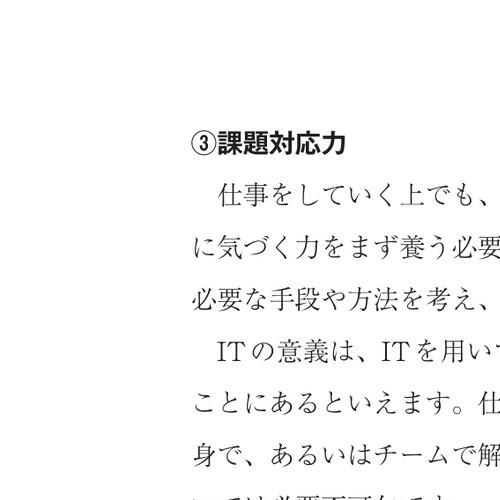 ③課題対応力
仕事をしていく上でも、
に気づく力をまず養う必要
必要な手段や方法を考え、
ITの意義は、ITを用い
ことにあるといえます。仕
身で、あるいはチームで解